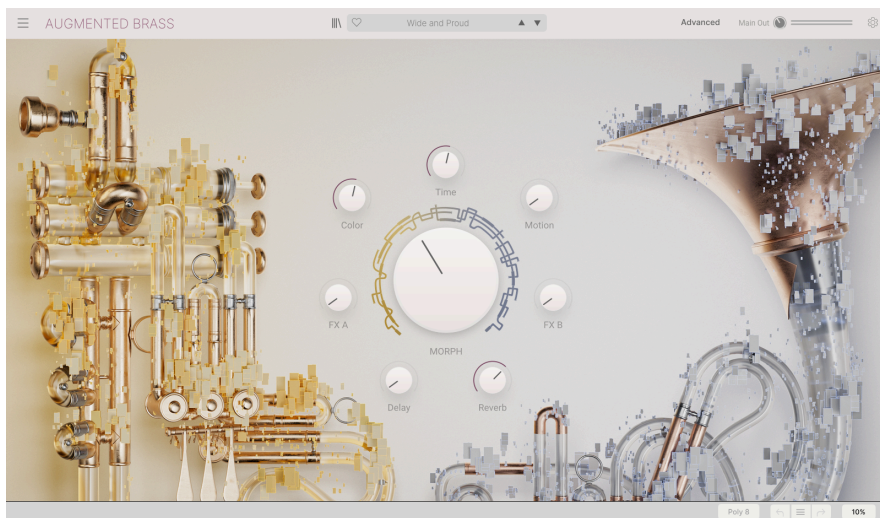 AUGMENTED BRASS
Wide and Proud
Advanced
Main Out
Time
Color
Motion
FX A
FX B
MORPH
Delay
Reverb
Poly 8
10%